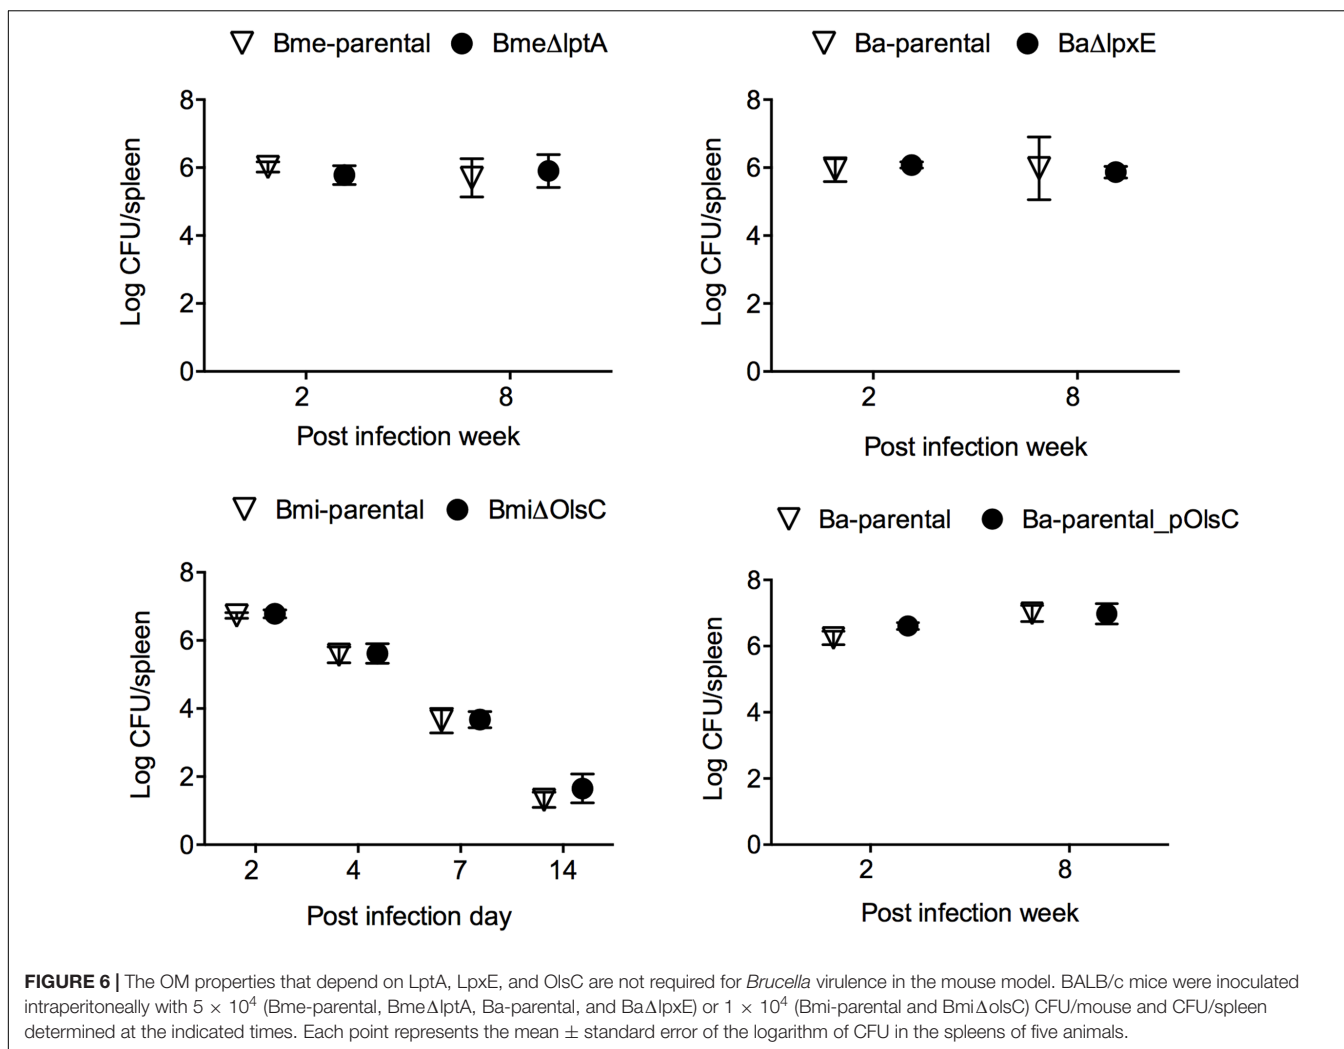 Bme-parental BmeΔlptA
8
6
4
2
0
Log CFU/spleen
2 8
Post infection week
Ba-parental BaΔlpxE
8
6
4
2
0
Log CFU/spleen
2 8
Post infection week
Bmi-parental BmiΔOlsC
8
6
4
2
0
Log CFU/spleen
2 4 7 14
Post infection day
Ba-parental Ba-parental_pOlsC
8
6
4
2
0
Log CFU/spleen
2 8
Post infection week
FIGURE 6 | The OM properties that depend on LptA, LpxE, and OlsC are not required for Brucella virulence in the mouse model. BALB/c mice were inoculated
intraperitoneally with 5 × 10⁴ (Bme-parental, BmeΔlptA, Ba-parental, and BaΔlpxE) or 1 × 10⁴ (Bmi-parental and BmiΔolsC) CFU/mouse and CFU/spleen
determined at the indicated times. Each point represents the mean ± standard error of the logarithm of CFU in the spleens of five animals.